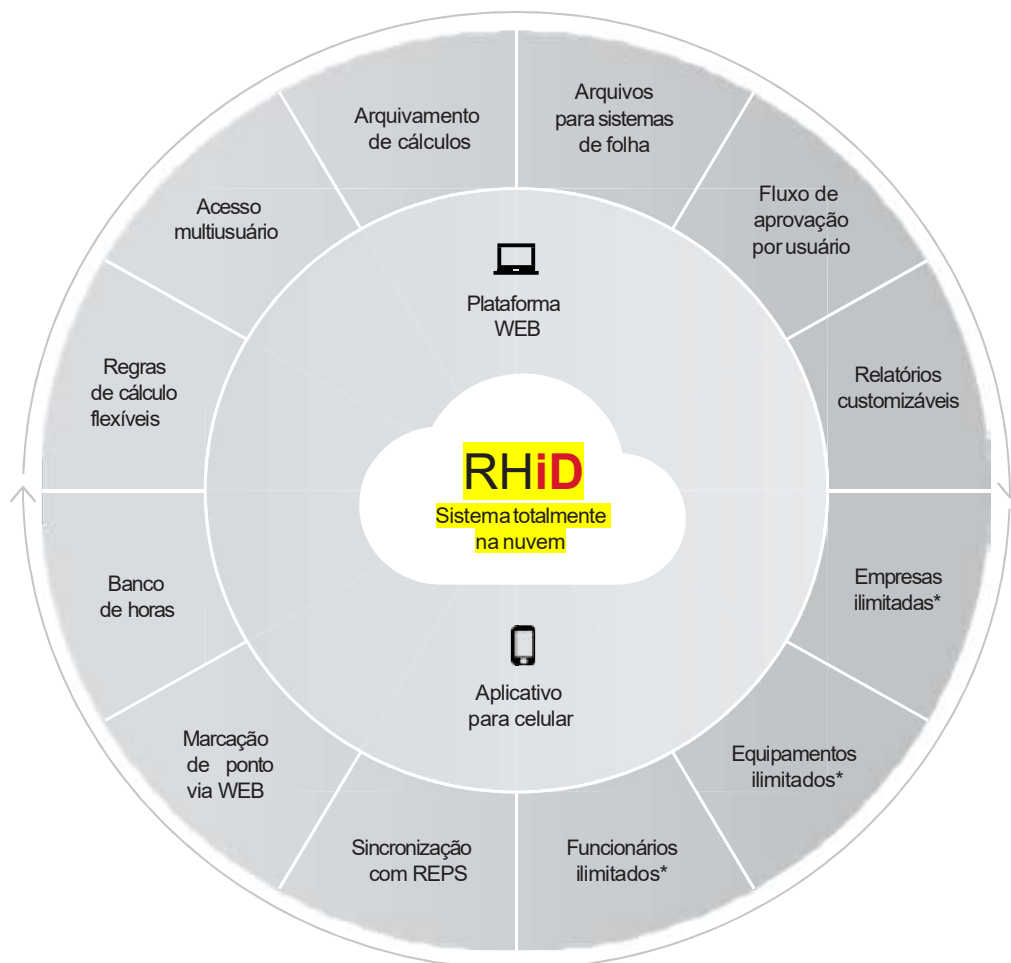 Arquivamento
de cálculos
Arquivos
para sistemas
de folha
Fluxo de
aprovação
por usuário
Relatórios
customizáveis
Empresas
ilimitadas*
Equipamentos
ilimitados*
Funcionários
ilimitados*
Sincronização
com REPS
Marcação
de ponto
via WEB
Banco
de horas
Regras
de cálculo
flexíveis
Acesso
multiusuário
Plataforma
WEB
RHiD
Sistema totalmente
na nuvem
Aplicativo
para celular